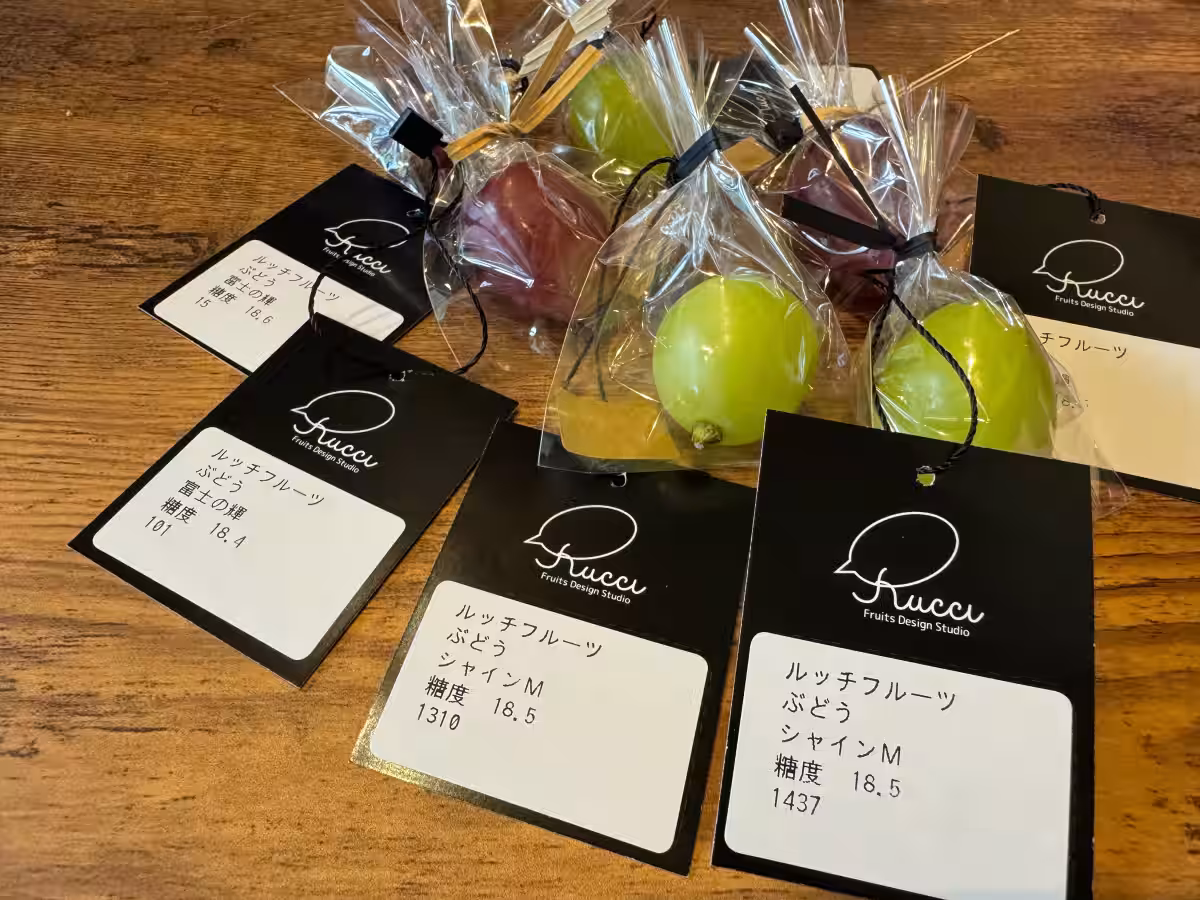 Rucci
Fruits Design Studio
ルッチフルーツ
ぶどう
富士の輝
糖度 18.6
15
Rucci
Fruits Design Studio
ルッチフルーツ
ぶどう
富士の輝
糖度 18.4
101
Rucci
Fruits Design Studio
ルッチフルーツ
ぶどう
シャインM
糖度 18.5
1310
Rucci
Fruits Design Studio
ルッチフルーツ
ぶどう
シャインM
糖度 18.5
1437
Rucci
Fruits Design Studio
チフルーツ